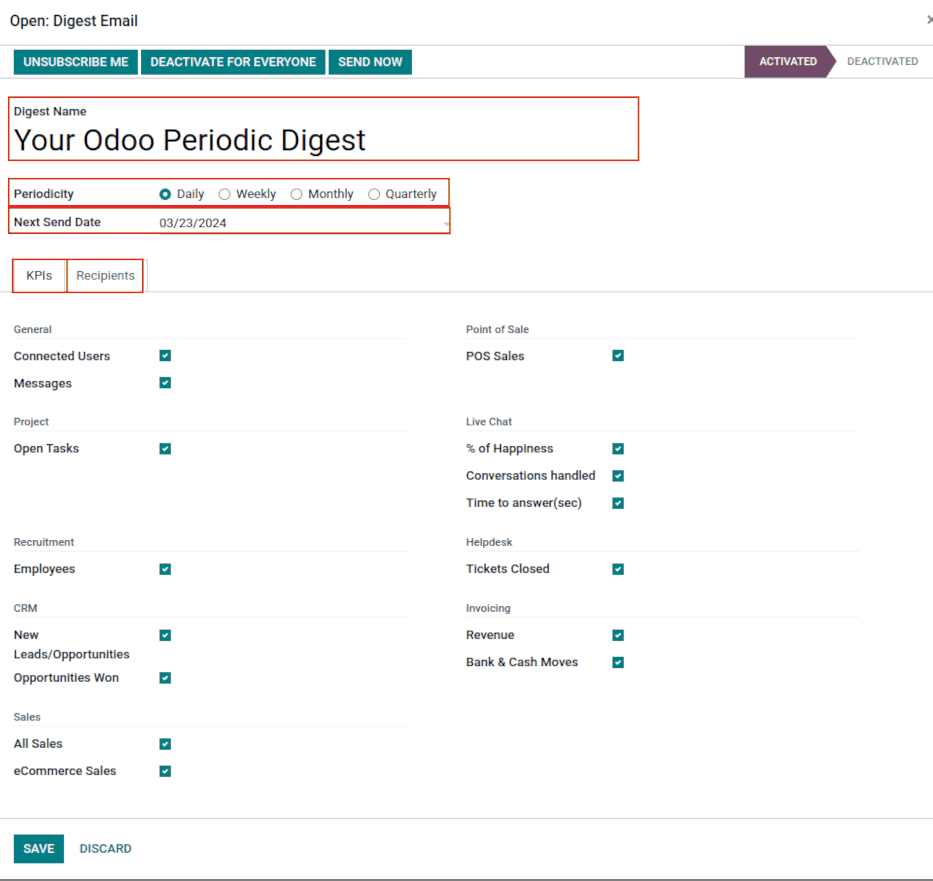 Open: Digest Email
UNSUBSCRIBE ME DEACTIVATE FOR EVERYONE SEND NOW ACTIVATED DEACTIVATED
Digest Name
Your Odoo Periodic Digest
Periodicity Daily Weekly Monthly Quarterly
Next Send Date 03/23/2024
KPIs Recipients
General
Connected Users
Messages
Point of Sale
POS Sales
Project
Open Tasks
Live Chat
% of Happiness
Conversations handled
Time to answer(sec)
Recruitment
Employees
Helpdesk
Tickets Closed
CRM
New
Leads/Opportunities
Opportunities Won
Invoicing
Revenue
Bank & Cash Moves
Sales
All Sales
eCommerce Sales
SAVE DISCARD